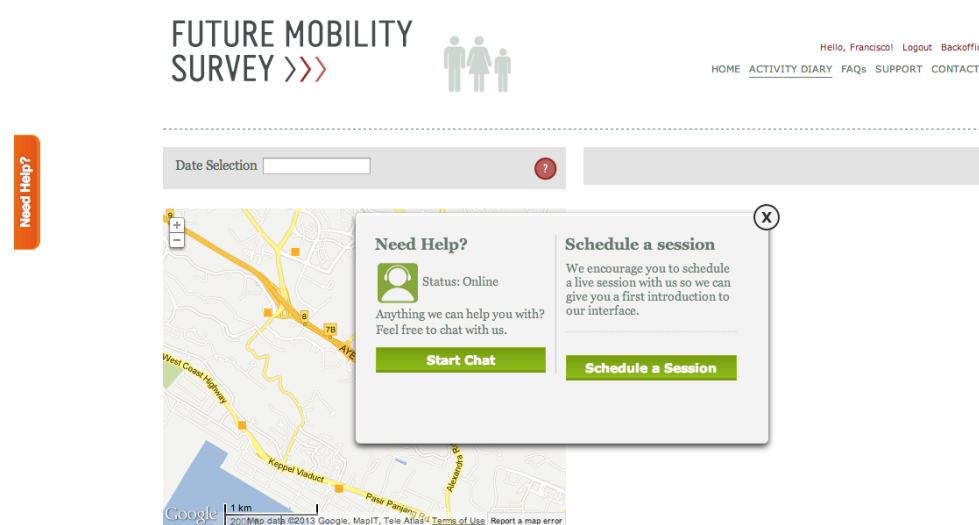 FUTURE MOBILITY
SURVEY >>>
Hello, Francisco! Logout Backoffic
HOME ACTIVITY DIARY FAQs SUPPORT CONTACT
Need Help?
Date Selection
?
X
+
−
Need Help?
Status: Online
Anything we can help you with?
Feel free to chat with us.
Start Chat
Schedule a session
We encourage you to schedule
a live session with us so we can
give you a first introduction to
our interface.
Schedule a Session
9
8
7B
AYE
West Coast Highway
Keppel Viaduct
Alexandra Rd
Pasir Panjang
Google
1 km
Map data ©2013 Google, MapIT, Tele Atlas - Terms of Use Report a map error